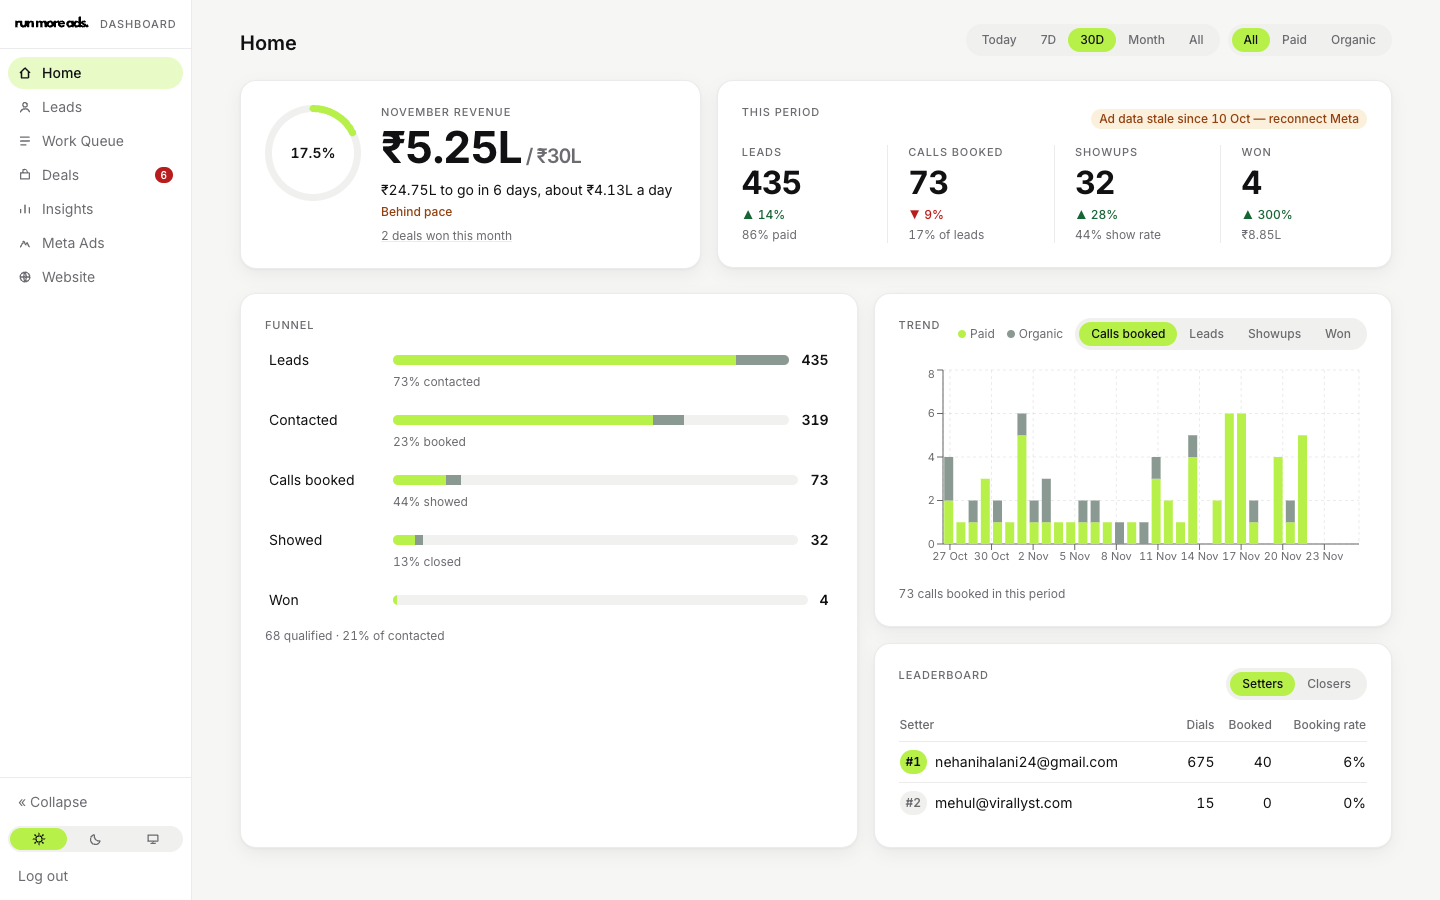 run more ads. DASHBOARD
Home
Leads
Work Queue
Deals 6
Insights
Meta Ads
Website
« Collapse
Log out
Home
Today 7D 30D Month All
All Paid Organic
17.5%
NOVEMBER REVENUE
₹5.25L / ₹30L
₹24.75L to go in 6 days, about ₹4.13L a day
Behind pace
2 deals won this month
THIS PERIOD
Ad data stale since 10 Oct — reconnect Meta
LEADS
435
▲ 14%
86% paid
CALLS BOOKED
73
▼ 9%
17% of leads
SHOWUPS
32
▲ 28%
44% show rate
WON
4
▲ 300%
₹8.85L
FUNNEL
Leads 435
73% contacted
Contacted 319
23% booked
Calls booked 73
44% showed
Showed 32
13% closed
Won 4
68 qualified · 21% of contacted
TREND Paid Organic Calls booked Leads Showups Won
8
6
4
2
0
27 Oct 30 Oct 2 Nov 5 Nov 8 Nov 11 Nov 14 Nov 17 Nov 20 Nov 23 Nov
73 calls booked in this period
LEADERBOARD
Setters Closers
Setter Dials Booked Booking rate
#1 nehanihalani24@gmail.com 675 40 6%
#2 mehul@virallyst.com 15 0 0%